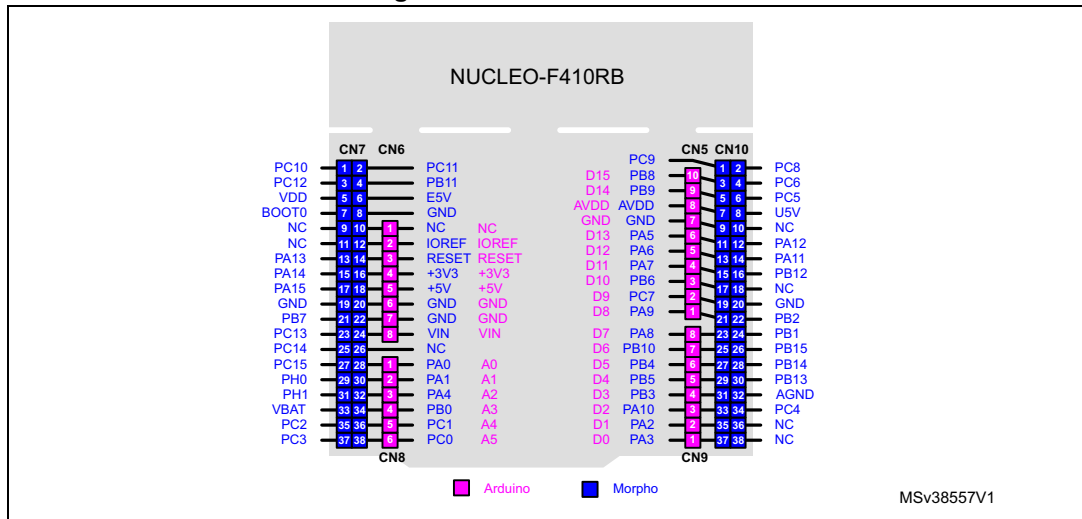 NUCLEO-F410RB
CN7 CN6 CN5 CN10
PC9
PC10 1 2 PC11 D15 PB8 10 1 2 PC8
PC12 3 4 PB11 D14 PB9 9 3 4 PC6
VDD 5 6 E5V AVDD AVDD 8 5 6 PC5
BOOT0 7 8 GND GND GND 7 7 8 U5V
NC 9 10 1 NC NC D13 PA5 6 9 10 NC
NC 11 12 2 IOREF IOREF D12 PA6 5 11 12 PA12
PA13 13 14 3 RESET RESET D11 PA7 4 13 14 PA11
PA14 15 16 4 +3V3 +3V3 D10 PB6 3 15 16 PB12
PA15 17 18 5 +5V +5V D9 PC7 2 17 18 NC
GND 19 20 6 GND GND D8 PA9 1 19 20 GND
PB7 21 22 7 GND GND 21 22 PB2
PC13 23 24 8 VIN VIN D7 PA8 8 23 24 PB1
PC14 25 26 NC D6 PB10 7 25 26 PB15
PC15 27 28 1 PA0 A0 D5 PB4 6 27 28 PB14
PH0 29 30 2 PA1 A1 D4 PB5 5 29 30 PB13
PH1 31 32 3 PA4 A2 D3 PB3 4 31 32 AGND
VBAT 33 34 4 PB0 A3 D2 PA10 3 33 34 PC4
PC2 35 36 5 PC1 A4 D1 PA2 2 35 36 NC
PC3 37 38 6 PC0 A5 D0 PA3 1 37 38 NC
CN8 CN9
Arduino Morpho
MSv38557V1